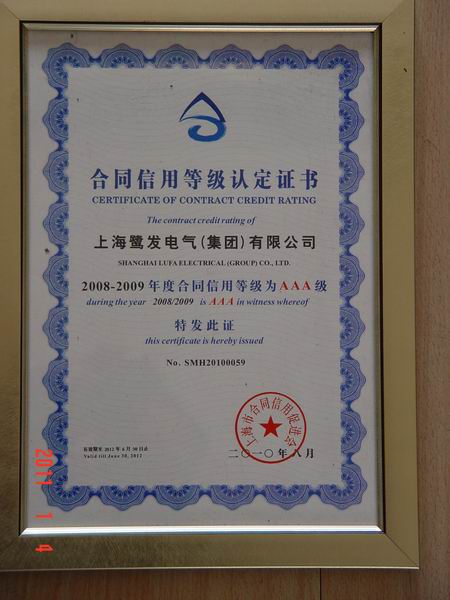 合同信用等级认定证书
CERTIFICATE OF CONTRACT CREDIT RATING
The contract credit rating of
上海鹭发电气(集团)有限公司
SHANGHAI LUFA ELECTRICAL (GROUP) CO., LTD.
2008-2009 年度合同信用等级为 AAA 级
during the year 2008/2009 is AAA in witness whereof
特发此证
this certificate is hereby issued
No. SMH20100059
上海市合同信用促进会
有效期至 2012 年 6 月 30 日止
Valid till June 30, 2012
二〇一〇年八月
2011 1 4